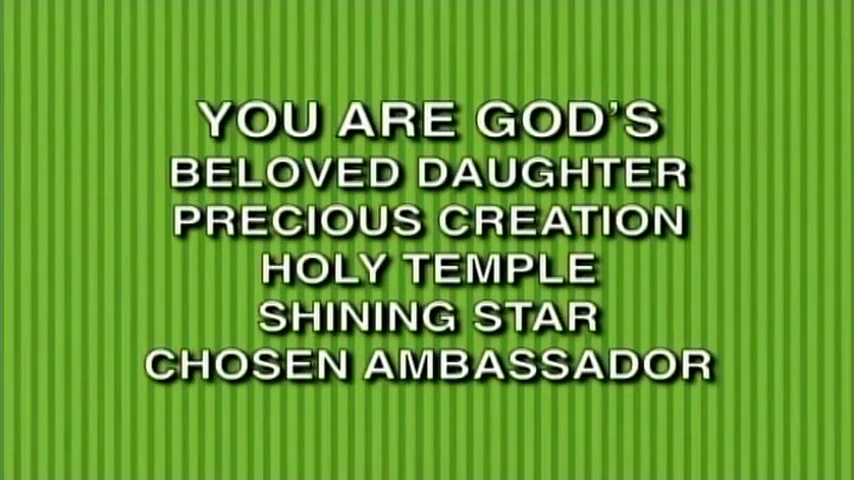 YOU ARE GOD'S
BELOVED DAUGHTER
PRECIOUS CREATION
HOLY TEMPLE
SHINING STAR
CHOSEN AMBASSADOR